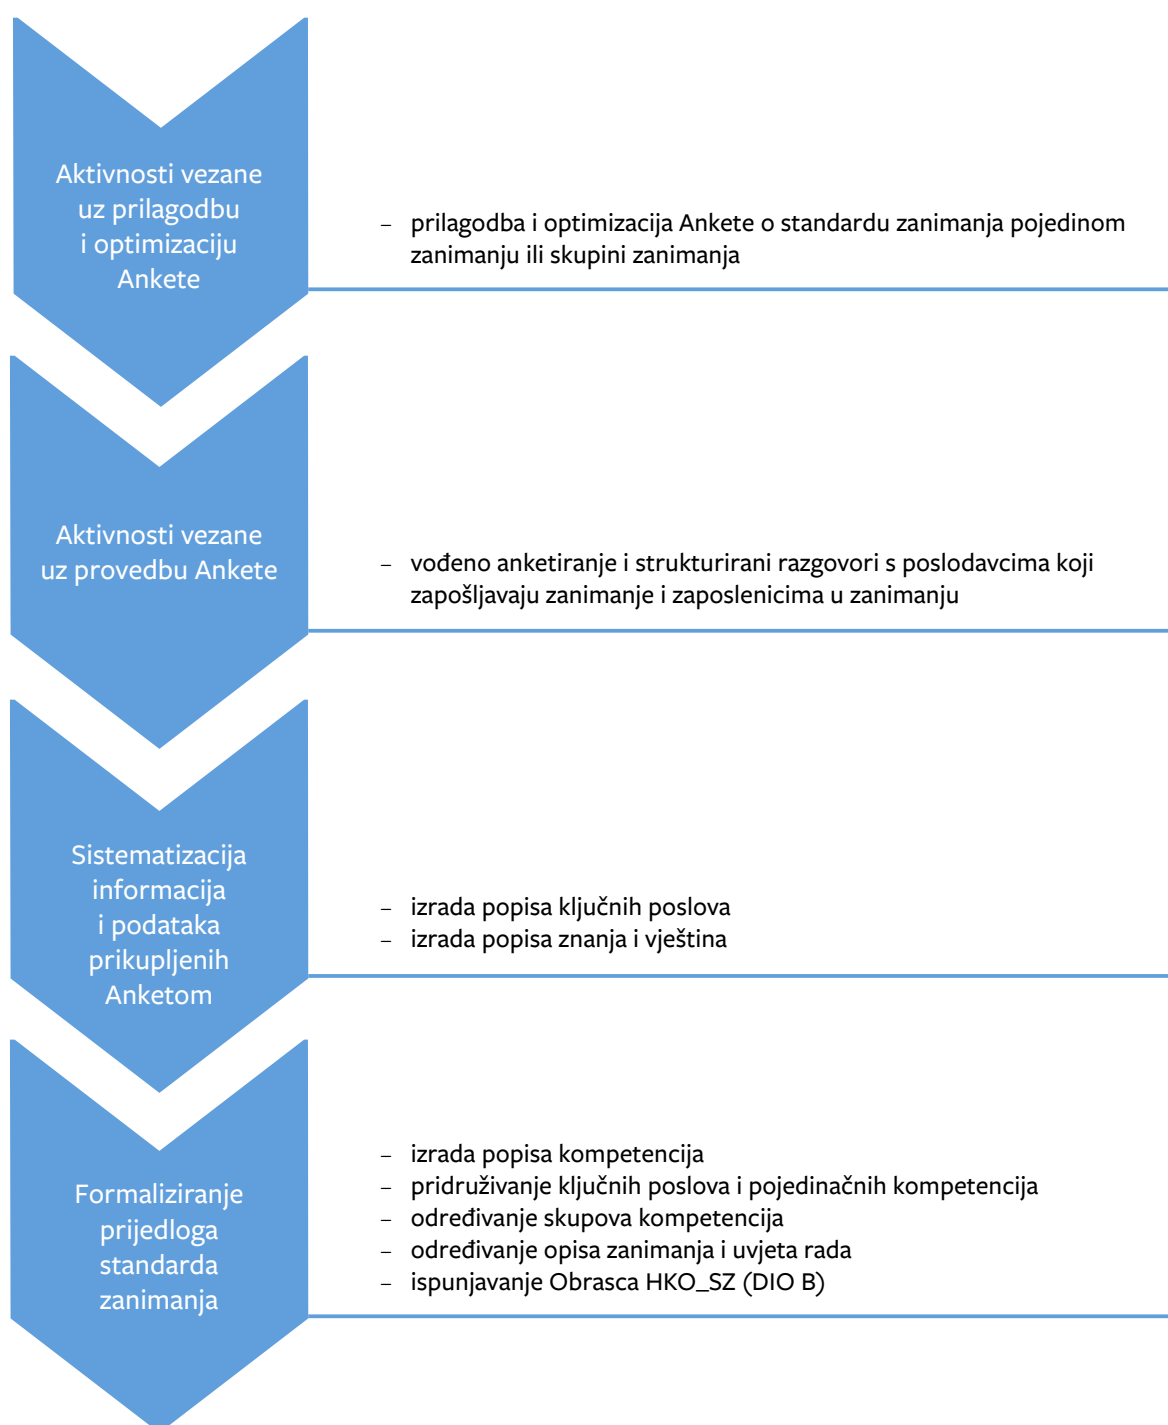 Aktivnosti vezane
uz prilagodbu
i optimizaciju
Ankete
– prilagodba i optimizacija Ankete o standardu zanimanja pojedinom
zanimanju ili skupini zanimanja
Aktivnosti vezane
uz provedbu Ankete
– vođeno anketiranje i strukturirani razgovori s poslodavcima koji
zapošljavaju zanimanje i zaposlenicima u zanimanju
Sistematizacija
informacija
i podataka
prikupljenih
Anketom
– izrada popisa ključnih poslova
– izrada popisa znanja i vještina
Formaliziranje
prijedloga
standarda
zanimanja
– izrada popisa kompetencija
– pridruživanje ključnih poslova i pojedinačnih kompetencija
– određivanje skupova kompetencija
– određivanje opisa zanimanja i uvjeta rada
– ispunjavanje Obrasca HKO_SZ (DIO B)